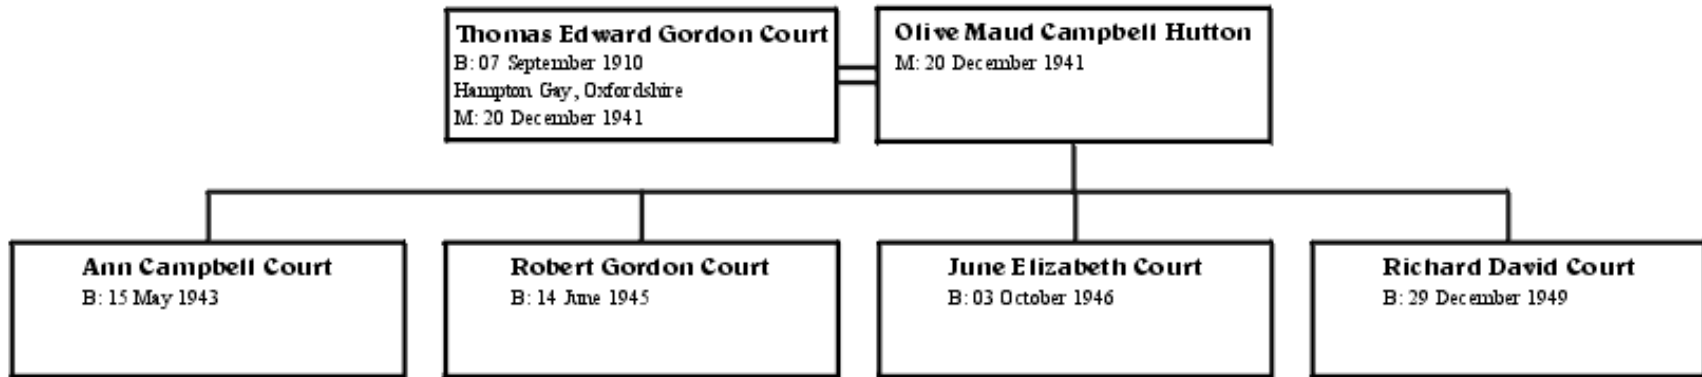 Thomas Edward Gordon Court
B: 07 September 1910
Hampton Gay, Oxfordshire
M: 20 December 1941
Olive Maud Campbell Hutton
M: 20 December 1941
Ann Campbell Court
B: 15 May 1943
Robert Gordon Court
B: 14 June 1945
June Elizabeth Court
B: 03 October 1946
Richard David Court
B: 29 December 1949